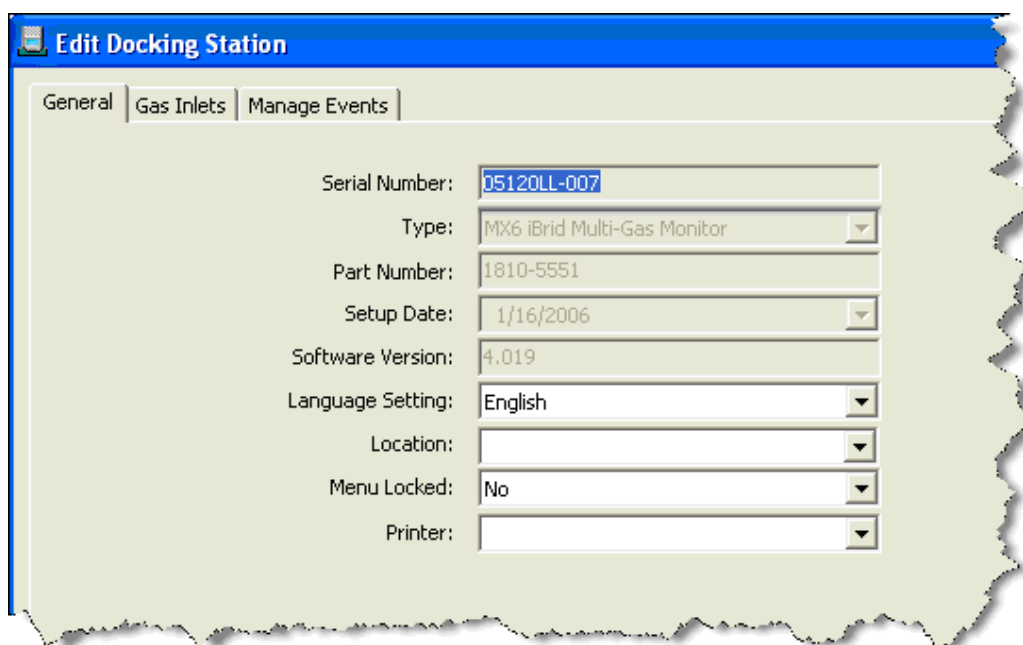 Edit Docking Station
General Gas Inlets Manage Events
Serial Number: 05120LL-007
Type: MX6 iBrid Multi-Gas Monitor
Part Number: 1810-5551
Setup Date: 1/16/2006
Software Version: 4.019
Language Setting: English
Location:
Menu Locked: No
Printer: